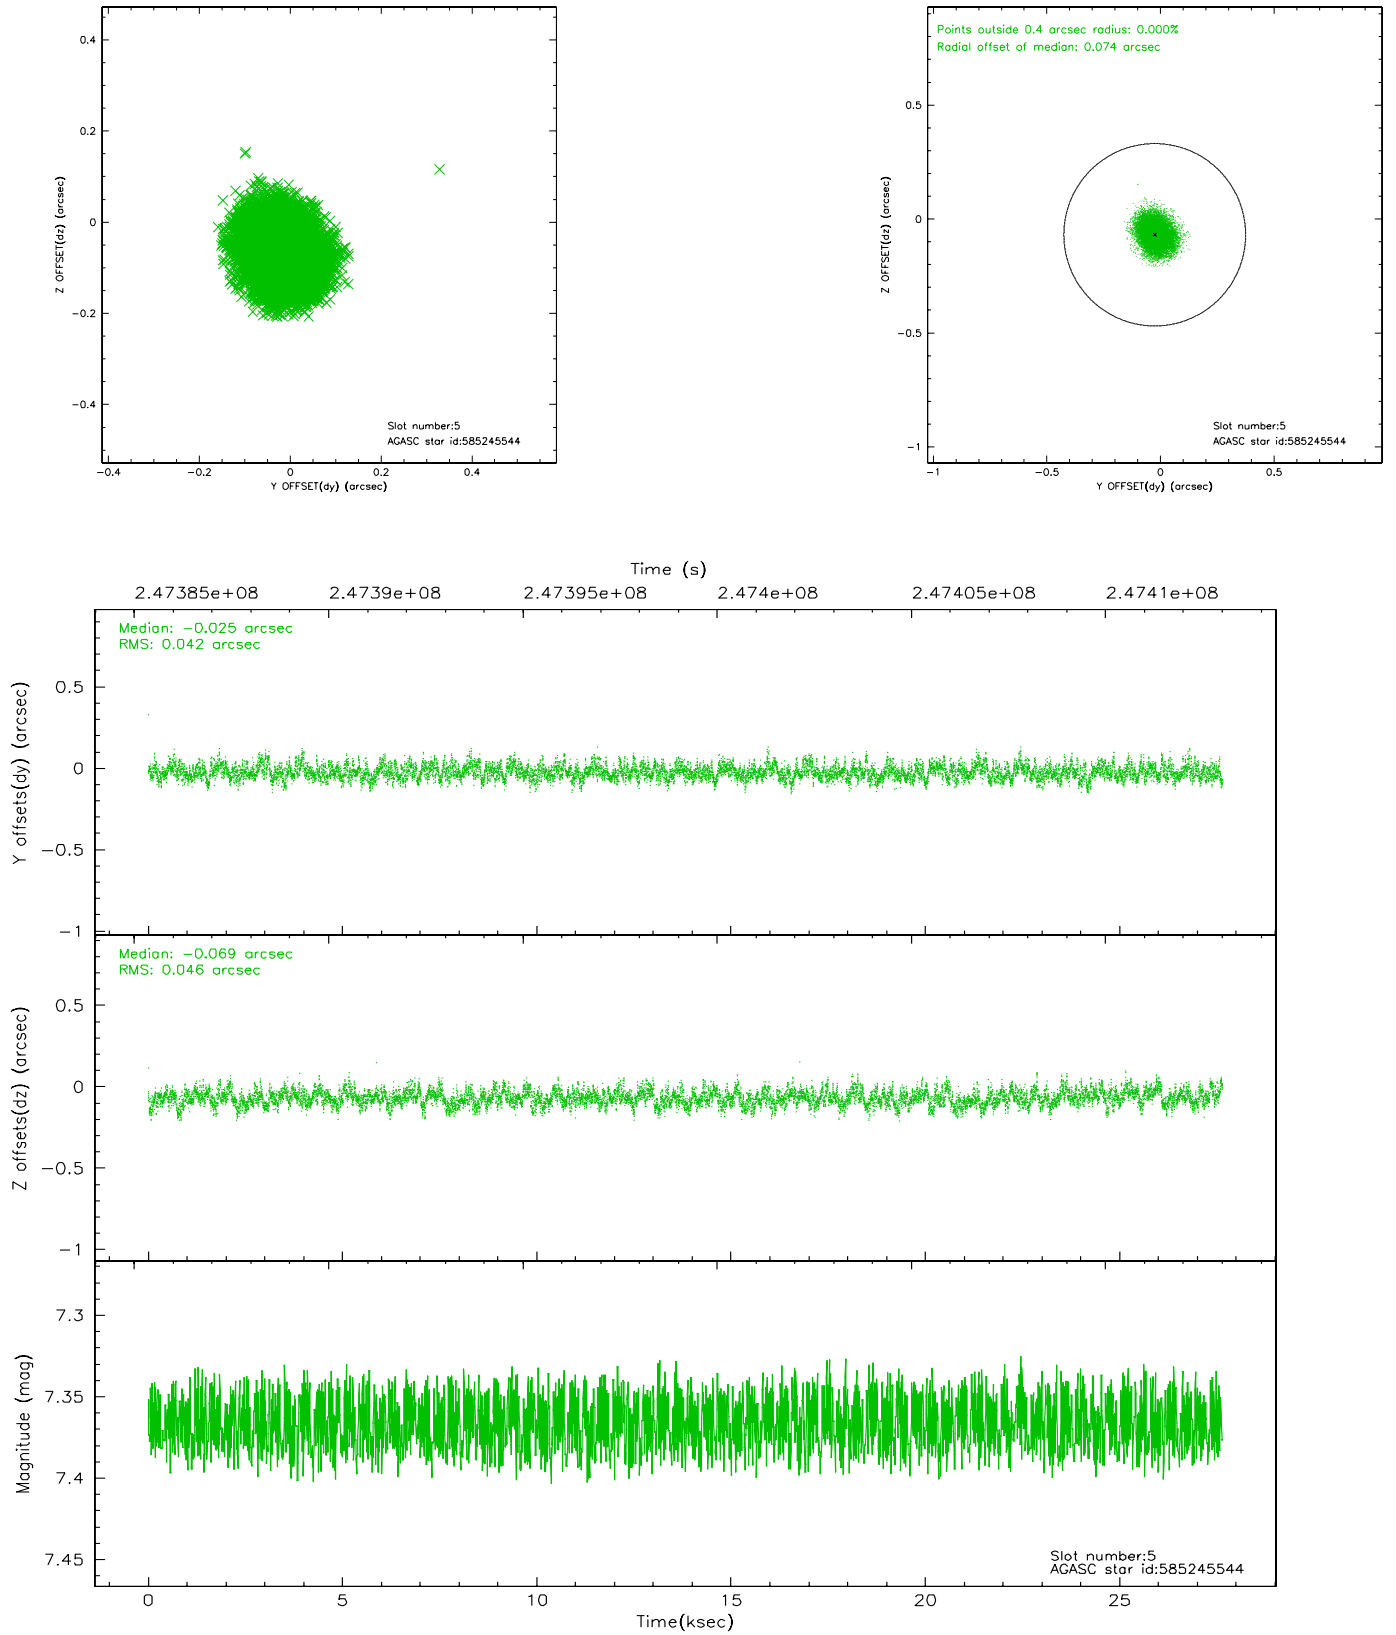 0.4
0.2
0
−0.2
−0.4
Z OFFSET(dz) (arcsec)
Slot number:5
AGASC star id:585245544
−0.4
−0.2
0
0.2
0.4
Y OFFSET(dy) (arcsec)
Points outside 0.4 arcsec radius: 0.000%
Radial offset of median: 0.074 arcsec
0.5
0
−0.5
−1
Z OFFSET(dz) (arcsec)
Slot number:5
AGASC star id:585245544
−1
−0.5
0
0.5
Y OFFSET(dy) (arcsec)
Time (s)
2.47385e+08
2.4739e+08
2.47395e+08
2.474e+08
2.47405e+08
2.4741e+08
Median: −0.025 arcsec
RMS: 0.042 arcsec
0.5
0
−0.5
−1
Y offsets(dy) (arcsec)
Median: −0.069 arcsec
RMS: 0.046 arcsec
0.5
0
−0.5
−1
Z offsets(dz) (arcsec)
7.3
7.35
7.4
7.45
Magnitude (mag)
Slot number:5
AGASC star id:585245544
0
5
10
15
20
25
Time(ksec)